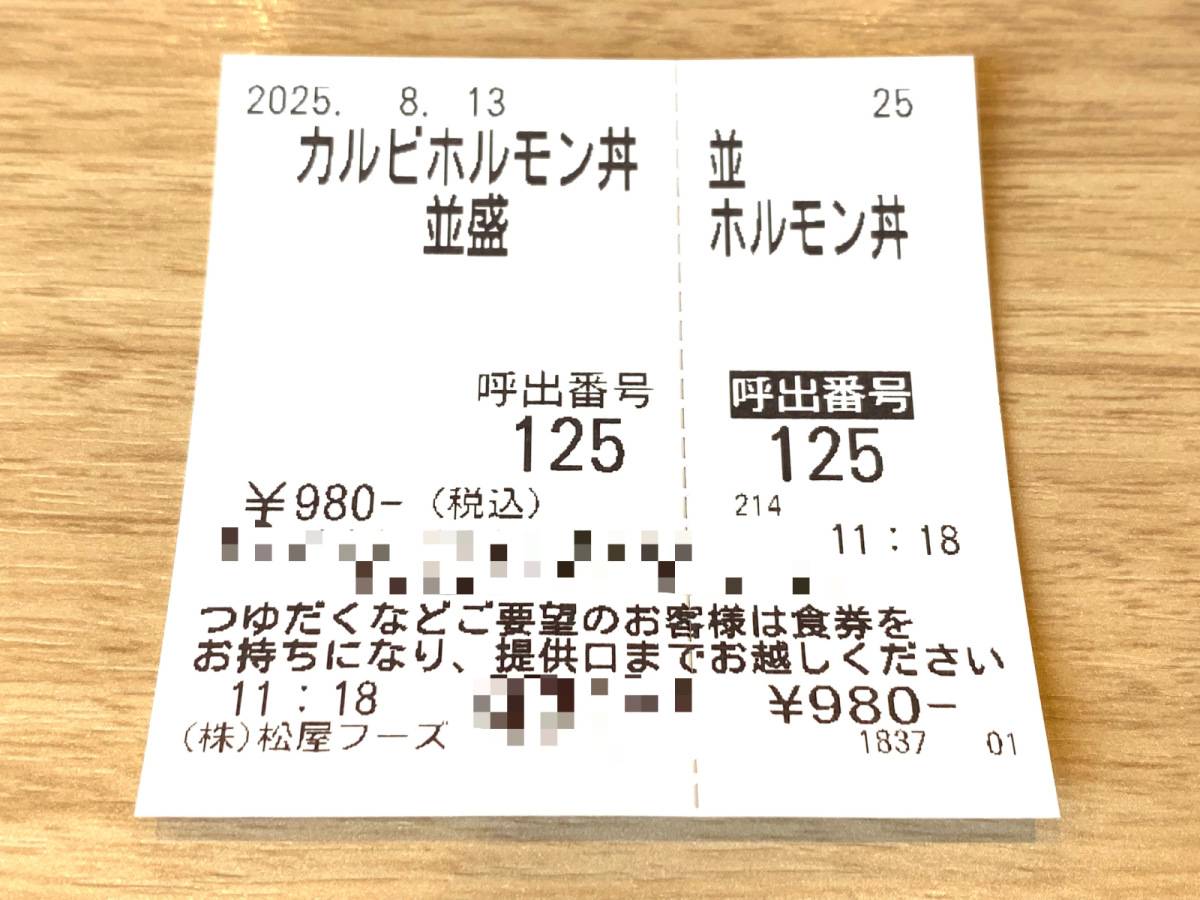 2025. 8. 13 25
カルビホルモン丼 並
並盛 ホルモン丼
呼出番号 呼出番号
125 125
¥980-(税込) 214
11:18
つゆだくなどご要望のお客様は食券を
お持ちになり、提供口までお越しください
11:18 ¥980-
(株)松屋フーズ 1837 01